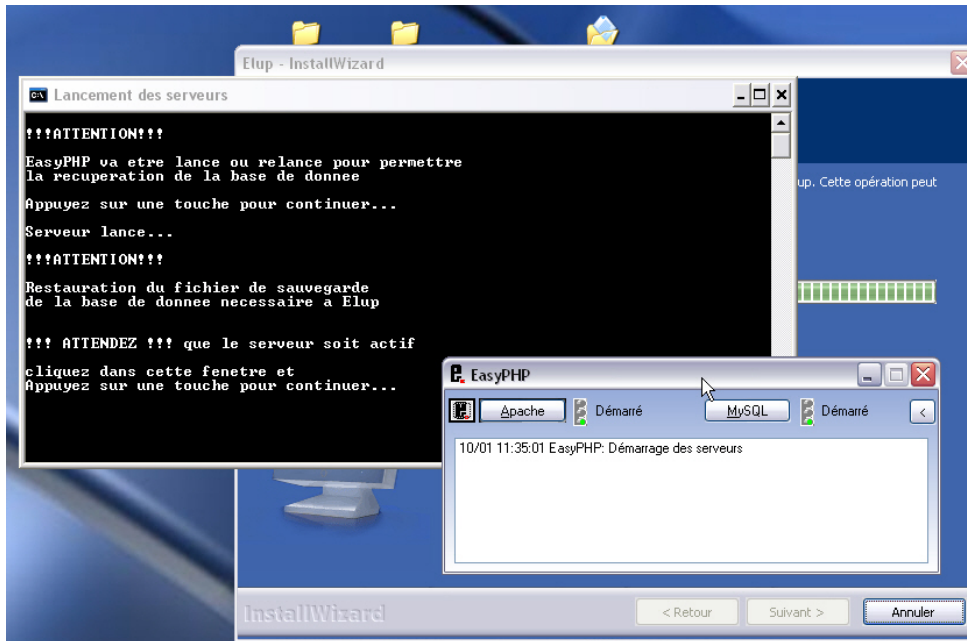 Elup - InstallWizard
Lancement des serveurs
!!!ATTENTION!!!
EasyPHP va etre lance ou relance pour permettre
la recuperation de la base de donnee
Appuyez sur une touche pour continuer...
Serveur lance...
!!!ATTENTION!!!
Restauration du fichier de sauvegarde
de la base de donnee necessaire a Elup
!!! ATTENDEZ !!! que le serveur soit actif
cliquez dans cette fenetre et
Appuyez sur une touche pour continuer...
up. Cette opération peut
EasyPHP
Apache Démarré MySQL Démarré <
10/01 11:35:01 EasyPHP: Démarrage des serveurs
InstallWizard
< Retour Suivant > Annuler